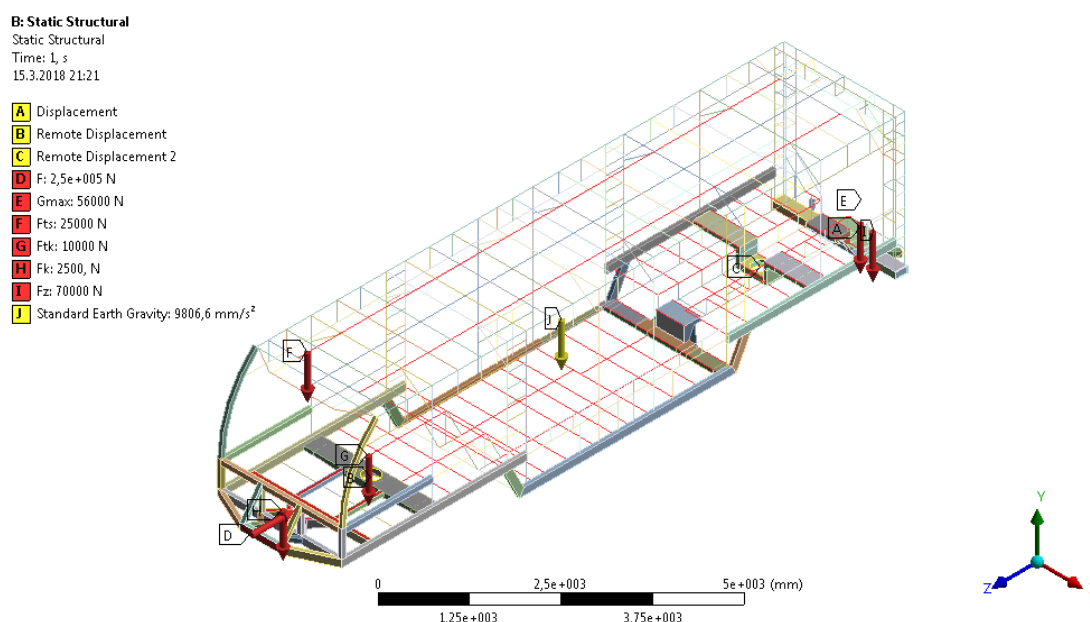 B: Static Structural
Static Structural
Time: 1, s
15.3.2018 21:21
A Displacement
B Remote Displacement
C Remote Displacement 2
D F: 2,5e+005 N
E Gmax: 56000 N
F Fts: 25000 N
G Ftk: 10000 N
H Fk: 2500, N
I Fz: 70000 N
J Standard Earth Gravity: 9806,6 mm/s²
E
A I
C
J
F
G
B
D
Y
Z
0 2,5e+003 5e+003 (mm)
1.25e+003 3.75e+003